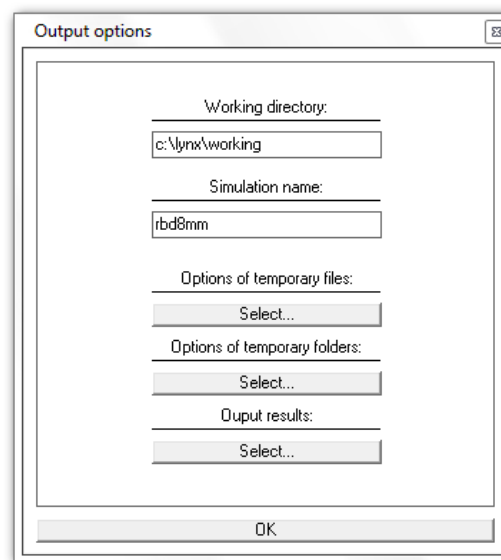 Output options
Working directory:
c:\lynx\working
Simulation name:
rbd8mm
Options of temporary files:
Select...
Options of temporary folders:
Select...
Ouput results:
Select...
OK